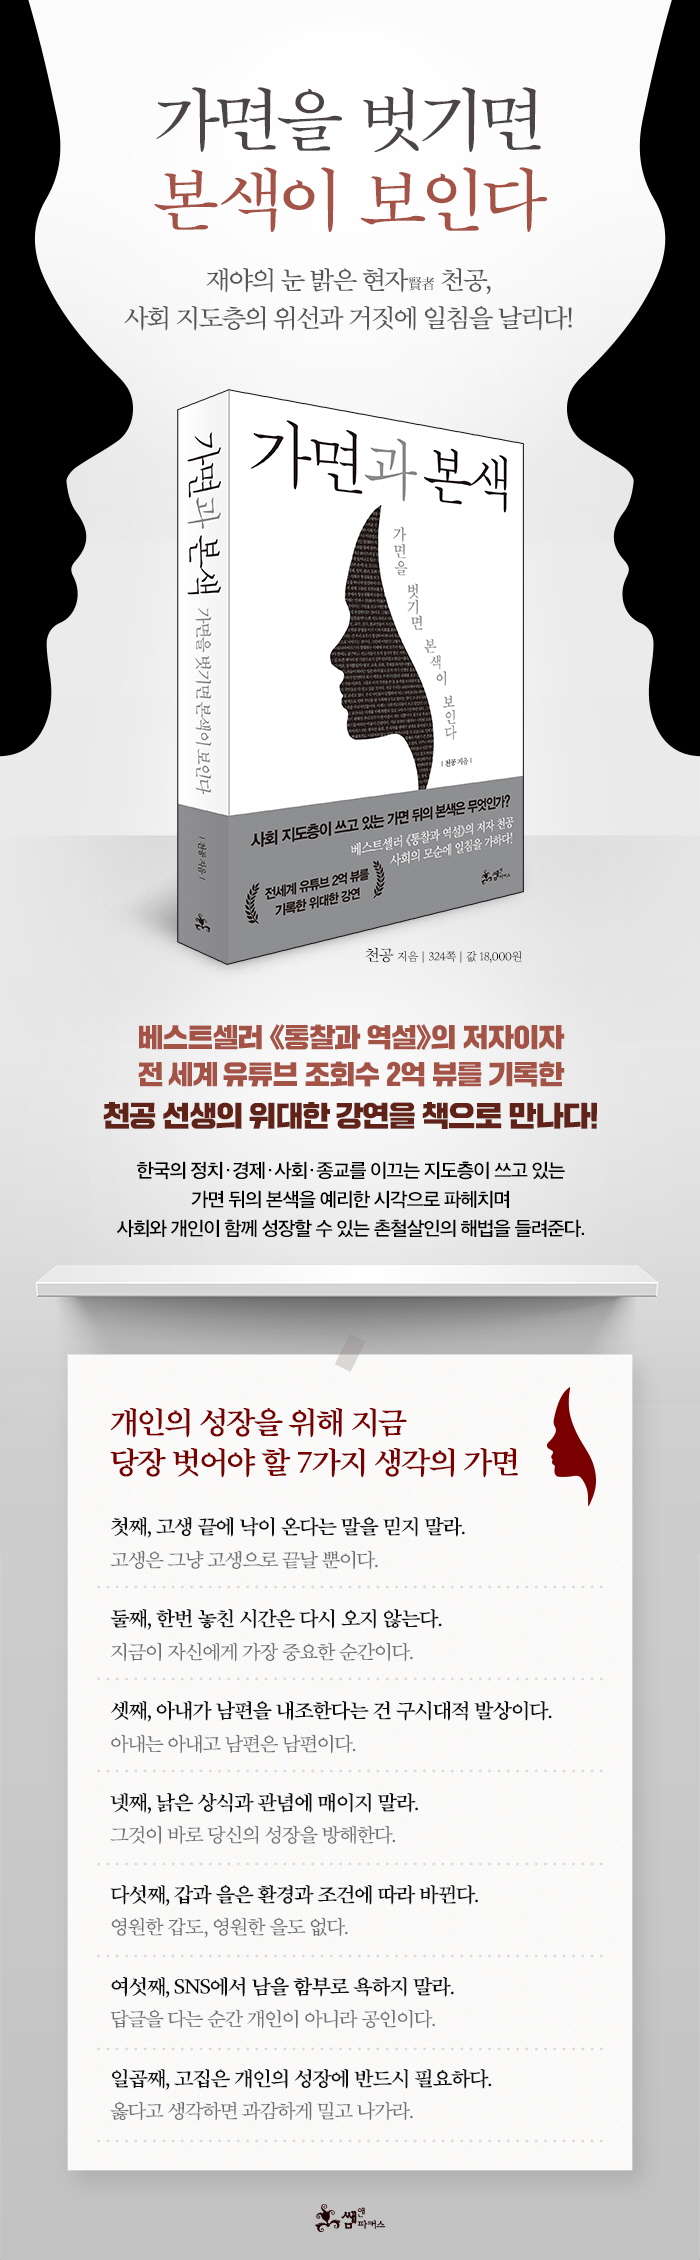 가면을 벗기면
본색이 보인다
재야의 눈 밝은 현자賢者 천공,
사회 지도층의 위선과 거짓에 일침을 날리다!
가면과 본색
가면을 벗기면 본색이 보인다
| 천공 지음 |
가면과 본색
가면을 벗기면 본색이 보인다
| 천공 지음 |
사회 지도층이 쓰고 있는 가면 뒤의 본색은 무엇인가?
베스트셀러 《통찰과 역설》의 저자 천공
사회의 모순에 일침을 가하다!
전세계 유튜브 2억 뷰를
기록한 위대한 강연
쌤앤파커스
천공 지음 | 324쪽 | 값 18,000원
베스트셀러 《통찰과 역설》의 저자이자
전 세계 유튜브 조회수 2억 뷰를 기록한
천공 선생의 위대한 강연을 책으로 만나다!
한국의 정치·경제·사회·종교를 이끄는 지도층이 쓰고 있는
가면 뒤의 본색을 예리한 시각으로 파헤치며
사회와 개인이 함께 성장할 수 있는 촌철살인의 해법을 들려준다.
개인의 성장을 위해 지금
당장 벗어야 할 7가지 생각의 가면
첫째, 고생 끝에 낙이 온다는 말을 믿지 말라.
고생은 그냥 고생으로 끝날 뿐이다.
둘째, 한번 놓친 시간은 다시 오지 않는다.
지금이 자신에게 가장 중요한 순간이다.
셋째, 아내가 남편을 내조한다는 건 구시대적 발상이다.
아내는 아내고 남편은 남편이다.
넷째, 낡은 상식과 관념에 매이지 말라.
그것이 바로 당신의 성장을 방해한다.
다섯째, 갑과 을은 환경과 조건에 따라 바뀐다.
영원한 갑도, 영원한 을도 없다.
여섯째, SNS에서 남을 함부로 욕하지 말라.
답글을 다는 순간 개인이 아니라 공인이다.
일곱째, 고집은 개인의 성장에 반드시 필요하다.
옳다고 생각하면 과감하게 밀고 나가라.
쌤앤파커스